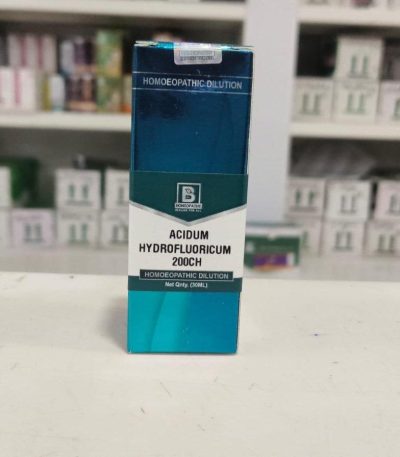 HOMOEOPATHIC DILUTION
B
ACIDUM
HYDROFLUORICUM
200CH
HOMOEOPATHIC DILUTION
Net Qnty. (30ML)